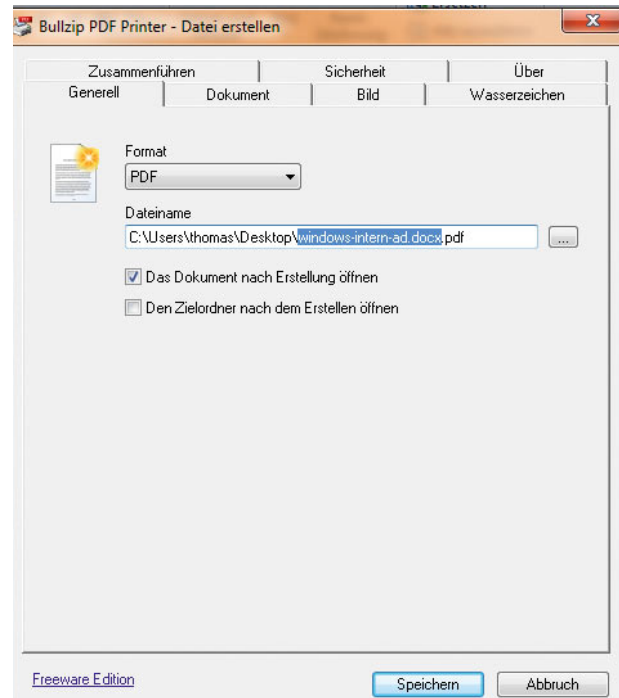 Bullzip PDF Printer - Datei erstellen
Zusammenführen Sicherheit Über
Generell Dokument Bild Wasserzeichen
Format
PDF
Dateiname
C:\Users\thomas\Desktop\windows-intern-ad.docx.pdf ...
Das Dokument nach Erstellung öffnen
Den Zielordner nach dem Erstellen öffnen
Freeware Edition Speichern Abbruch